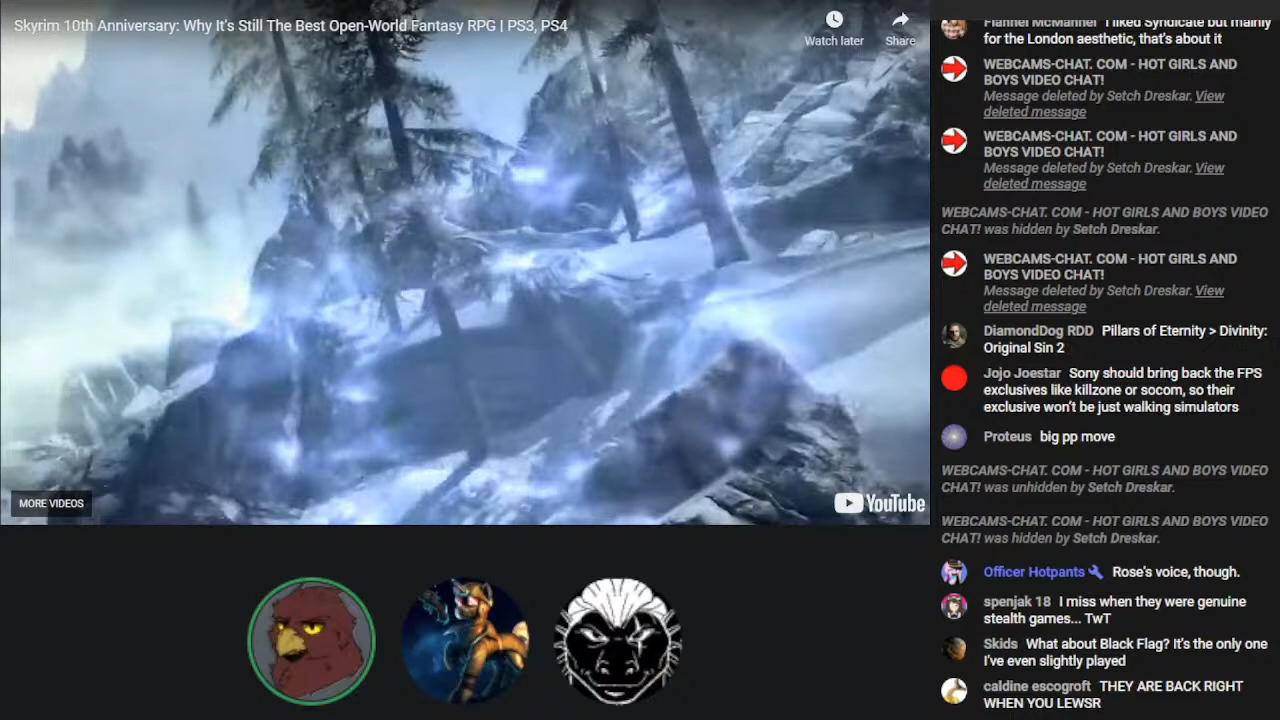 Skyrim 10th Anniversary: Why It's Still The Best Open-World Fantasy RPG | PS3, PS4
Watch later
Share
MORE VIDEOS
YouTube
Flannel McManner I liked Syndicate but mainly
for the London aesthetic, that's about it
WEBCAMS-CHAT. COM - HOT GIRLS AND
BOYS VIDEO CHAT!
Message deleted by Setch Dreskar. View
deleted message
WEBCAMS-CHAT. COM - HOT GIRLS AND
BOYS VIDEO CHAT!
Message deleted by Setch Dreskar. View
deleted message
WEBCAMS-CHAT. COM - HOT GIRLS AND BOYS VIDEO
CHAT! was hidden by Setch Dreskar.
WEBCAMS-CHAT. COM - HOT GIRLS AND
BOYS VIDEO CHAT!
Message deleted by Setch Dreskar. View
deleted message
DiamondDog RDD Pillars of Eternity > Divinity:
Original Sin 2
Jojo Joestar Sony should bring back the FPS
exclusives like killzone or socom, so their
exclusive won't be just walking simulators
Proteus big pp move
WEBCAMS-CHAT. COM - HOT GIRLS AND BOYS VIDEO
CHAT! was unhidden by Setch Dreskar.
WEBCAMS-CHAT. COM - HOT GIRLS AND BOYS VIDEO
CHAT! was hidden by Setch Dreskar.
Officer Hotpants Rose's voice, though.
spenjak 18 I miss when they were genuine
stealth games... TwT
Skids What about Black Flag? It's the only one
I've even slightly played
caldine escogroft THEY ARE BACK RIGHT
WHEN YOU LEWSR